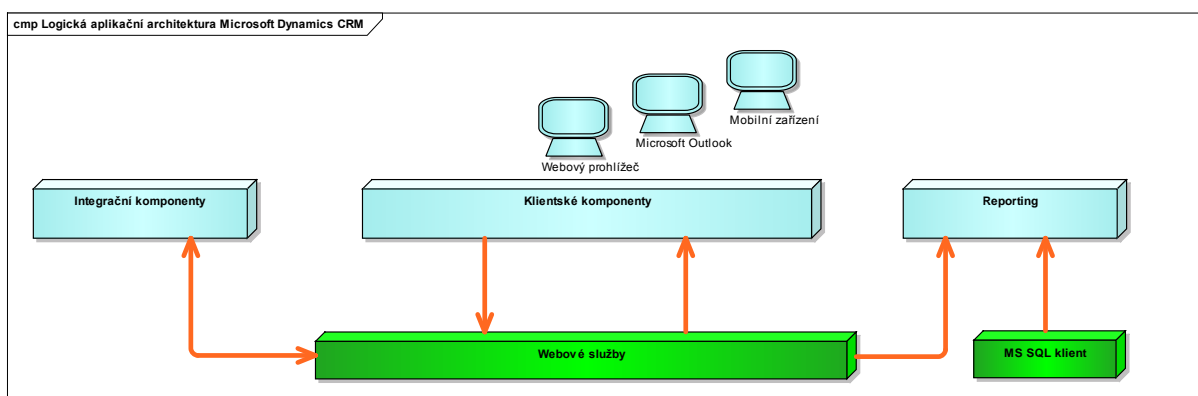 cmp Logická aplikační architektura Microsoft Dynamics CRM
Mobilní zařízení
Microsoft Outlook
Webový prohlížeč
Integrační komponenty
Klientské komponenty
Reporting
Webové služby
MS SQL klient